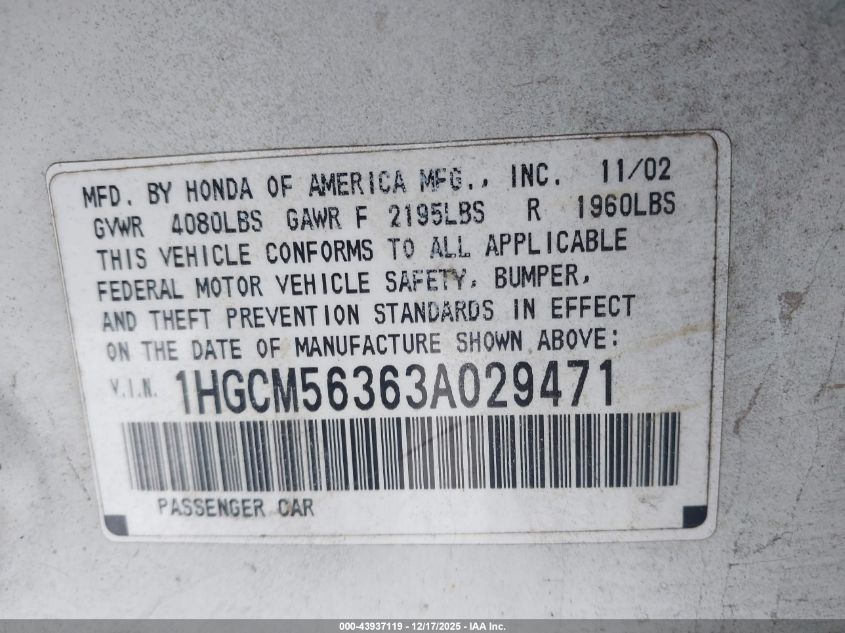 MFD. BY HONDA OF AMERICA MFG., INC. 11/02
GVWR 4080LBS GAWR F 2195LBS R 1960LBS
THIS VEHICLE CONFORMS TO ALL APPLICABLE
FEDERAL MOTOR VEHICLE SAFETY, BUMPER,
AND THEFT PREVENTION STANDARDS IN EFFECT
ON THE DATE OF MANUFACTURE SHOWN ABOVE:
V.I.N. 1HGCM56363A029471
PASSENGER CAR
000-43937119 — 12/17/2025 — IAA Inc.